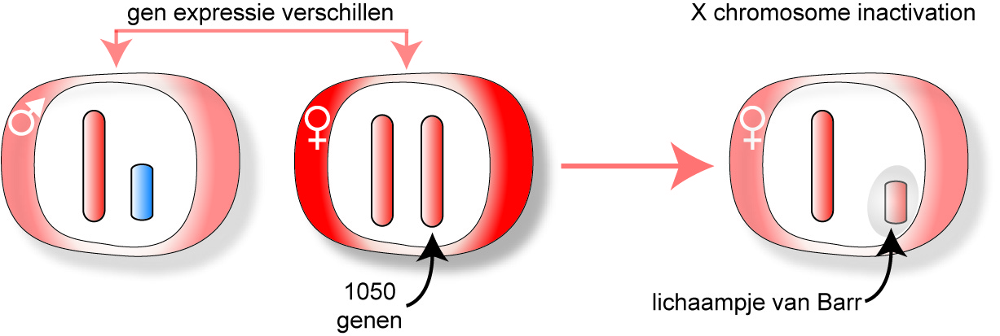 gen expressie verschillen
X chromosome inactivation
♂
♀
♀
1050
genen
lichaampje van Barr